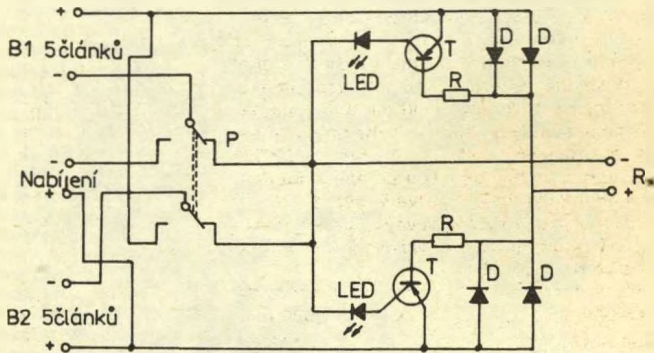 +
B1 5článků
-
LED
T
D
D
R
P
-
Nabíjení
+
-
R
+
R
T
LED
D
D
-
B2 5článků
+